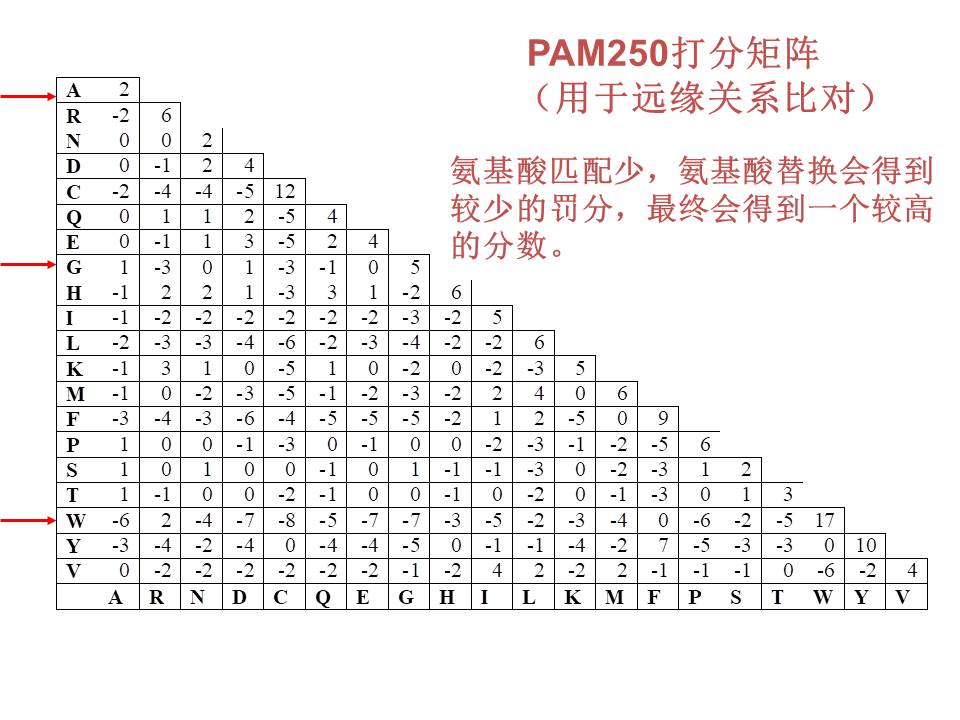 PAM250打分矩阵
（用于远缘关系比对）
氨基酸匹配少，氨基酸替换会得到
较少的罚分，最终会得到一个较高
的分数。
A 2
R -2 6
N 0 0 2
D 0 -1 2 4
C -2 -4 -4 -5 12
Q 0 1 1 2 -5 4
E 0 -1 1 3 -5 2 4
G 1 -3 0 1 -3 -1 0 5
H -1 2 2 1 -3 3 1 -2 6
I -1 -2 -2 -2 -2 -2 -2 -3 -2 5
L -2 -3 -3 -4 -6 -2 -3 -4 -2 -2 6
K -1 3 1 0 -5 1 0 -2 0 -2 -3 5
M -1 0 -2 -3 -5 -1 -2 -3 -2 2 4 0 6
F -3 -4 -3 -6 -4 -5 -5 -5 -2 1 2 -5 0 9
P 1 0 0 -1 -3 0 -1 0 0 -2 -3 -1 -2 -5 6
S 1 0 1 0 0 -1 0 1 -1 -1 -3 0 -2 -3 1 2
T 1 -1 0 0 -2 -1 0 0 -1 0 -2 0 -1 -3 0 1 3
W -6 2 -4 -7 -8 -5 -7 -7 -3 -5 -2 -3 -4 0 -6 -2 -5 17
Y -3 -4 -2 -4 0 -4 -4 -5 0 -1 -1 -4 -2 7 -5 -3 -3 0 10
V 0 -2 -2 -2 -2 -2 -2 -1 -2 4 2 -2 2 -1 -1 -1 0 -6 -2 4
A R N D C Q E G H I L K M F P S T W Y V